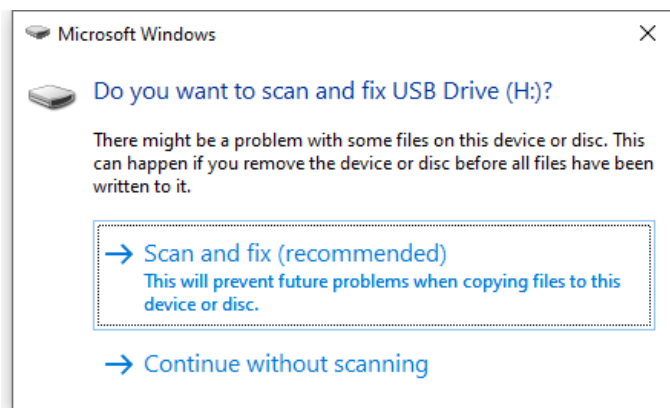 Microsoft Windows
Do you want to scan and fix USB Drive (H:)?
There might be a problem with some files on this device or disc. This
can happen if you remove the device or disc before all files have been
written to it.
Scan and fix (recommended)
This will prevent future problems when copying files to this
device or disc.
Continue without scanning